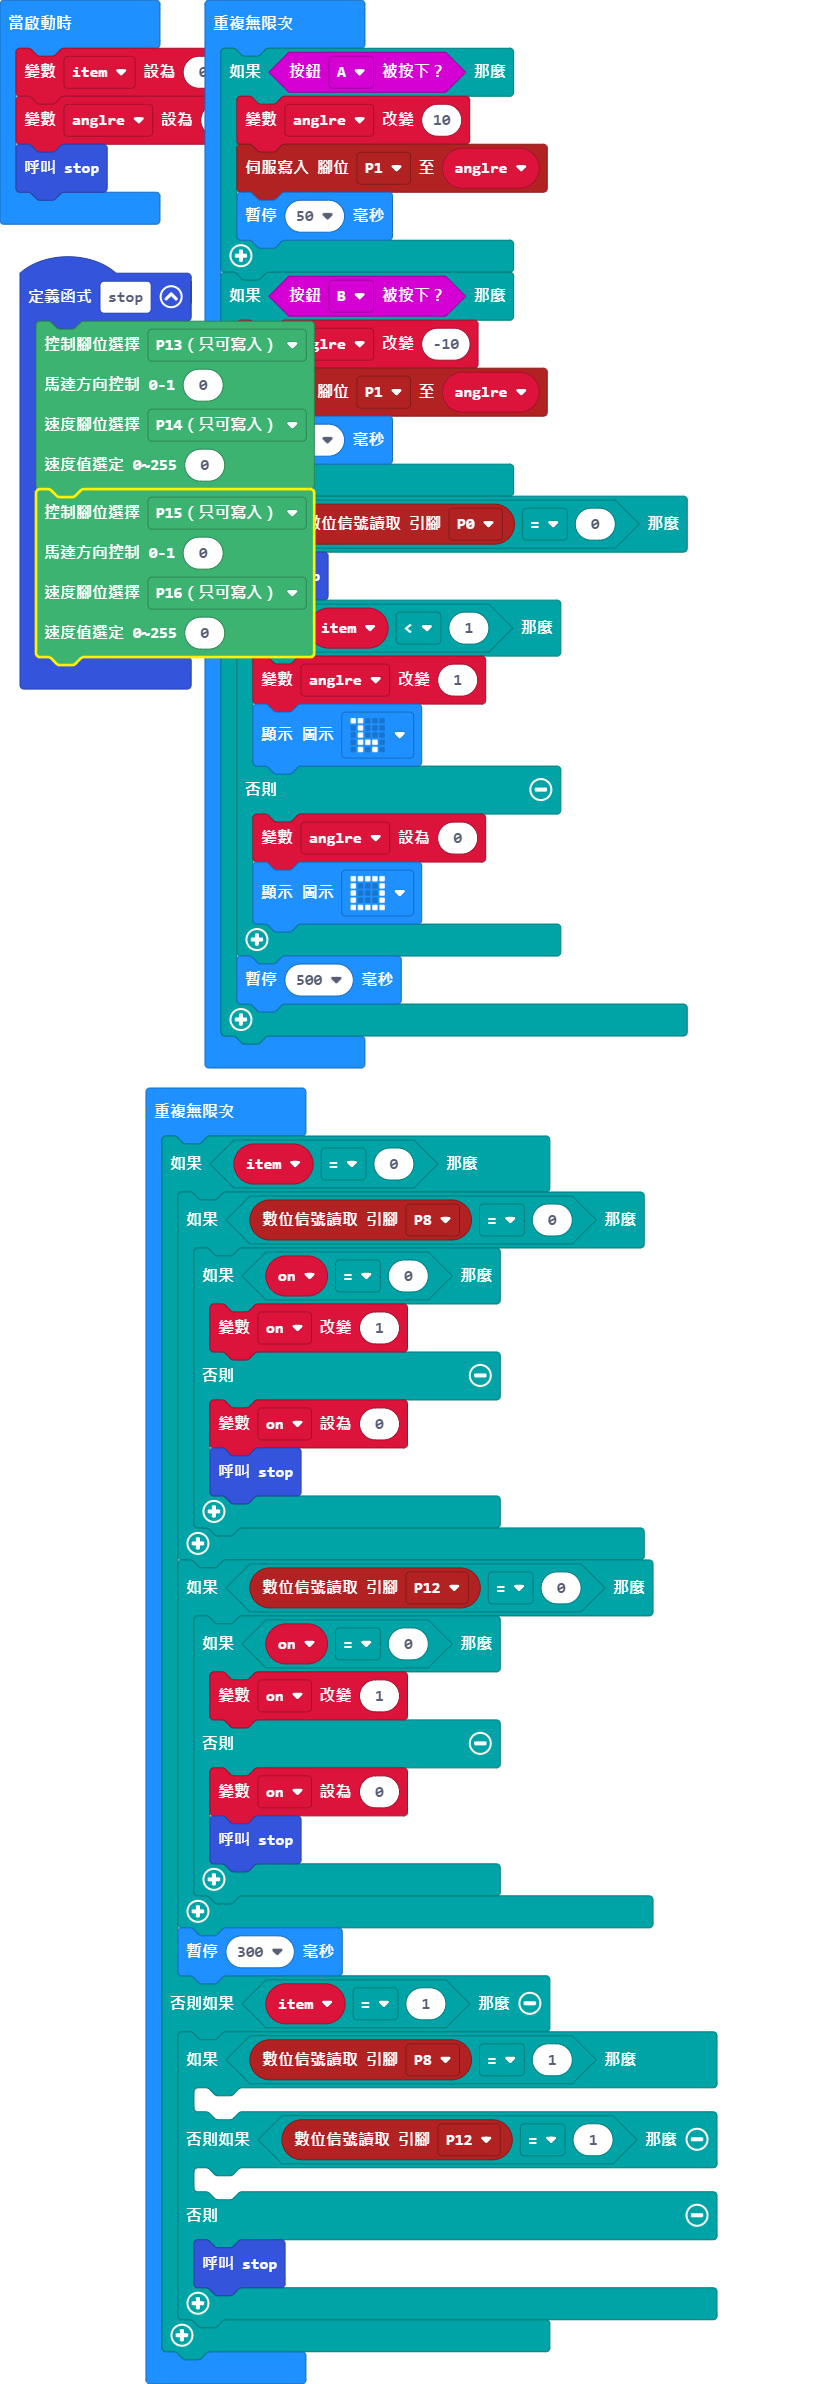 當啟動時
變數 item 設為
變數 anglre 設為
呼叫 stop
定義函式 stop
控制腳位選擇 P13（只可寫入）
馬達方向控制 0-1 0
速度腳位選擇 P14（只可寫入）
速度值選定 0~255 0
控制腳位選擇 P15（只可寫入）
馬達方向控制 0-1 0
速度腳位選擇 P16（只可寫入）
速度值選定 0~255 0
重複無限次
如果 按鈕 A 被按下？ 那麼
變數 anglre 改變 10
伺服寫入 腳位 P1 至 anglre
暫停 50 毫秒
如果 按鈕 B 被按下？ 那麼
改變 -10
腳位 P1 至 anglre
毫秒
數位信號讀取 引腳 P0 = 0 那麼
item < 1 那麼
變數 anglre 改變 1
顯示 圖示
否則
變數 anglre 設為 0
顯示 圖示
暫停 500 毫秒
重複無限次
如果 item = 0 那麼
如果 數位信號讀取 引腳 P8 = 0 那麼
如果 on = 0 那麼
變數 on 改變 1
否則
變數 on 設為 0
呼叫 stop
如果 數位信號讀取 引腳 P12 = 0 那麼
如果 on = 0 那麼
變數 on 改變 1
否則
變數 on 設為 0
呼叫 stop
暫停 300 毫秒
否則如果 item = 1 那麼
如果 數位信號讀取 引腳 P8 = 1 那麼
否則如果 數位信號讀取 引腳 P12 = 1 那麼
否則
呼叫 stop